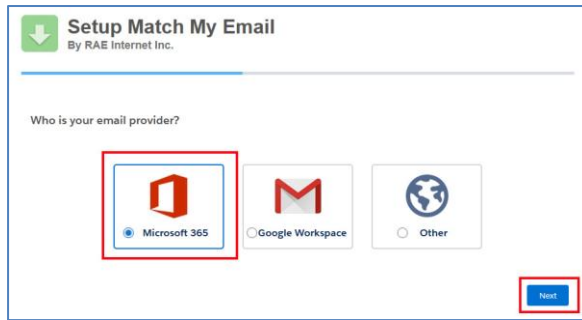 Setup Match My Email
By RAE Internet Inc.
Who is your email provider?
Microsoft 365
Google Workspace
Other
Next